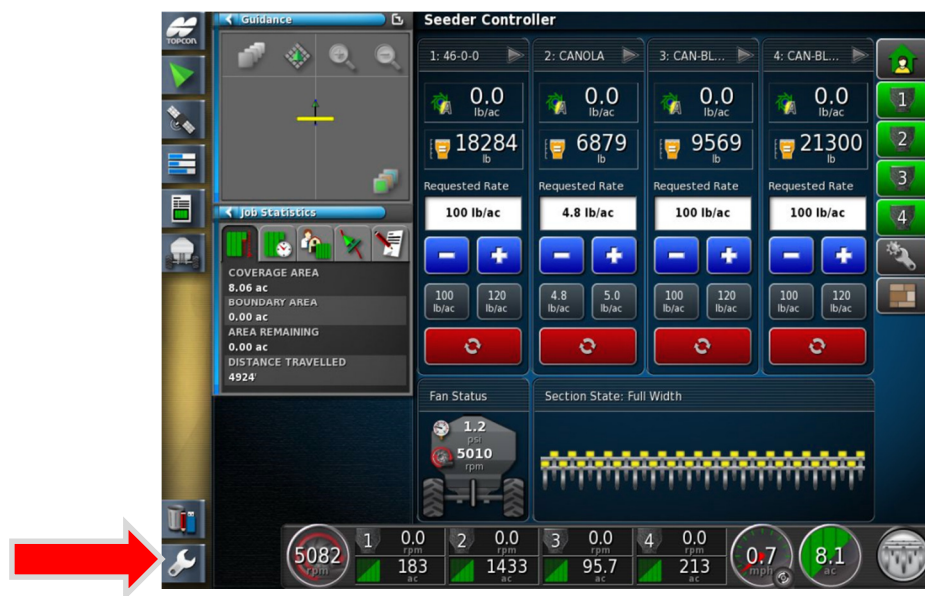 TOPCON
Guidance
Seeder Controller
1: 46-0-0
2: CANOLA
3: CAN-BL...
4: CAN-BL...
0.0 lb/ac
0.0 lb/ac
0.0 lb/ac
0.0 lb/ac
18284 lb
6879 lb
9569 lb
21300 lb
Requested Rate
Requested Rate
Requested Rate
Requested Rate
100 lb/ac
4.8 lb/ac
100 lb/ac
100 lb/ac
100 lb/ac
120 lb/ac
4.8 lb/ac
5.0 lb/ac
100 lb/ac
120 lb/ac
100 lb/ac
120 lb/ac
1
2
3
4
Job Statistics
COVERAGE AREA
8.06 ac
BOUNDARY AREA
0.00 ac
AREA REMAINING
0.00 ac
DISTANCE TRAVELLED
4924'
Fan Status
1.2
psi
5010
rpm
Section State: Full Width
5082
rpm
1 0.0 rpm
183 ac
2 0.0 rpm
1433 ac
3 0.0 rpm
95.7 ac
4 0.0 rpm
213 ac
0.7
mph
8.1
ac